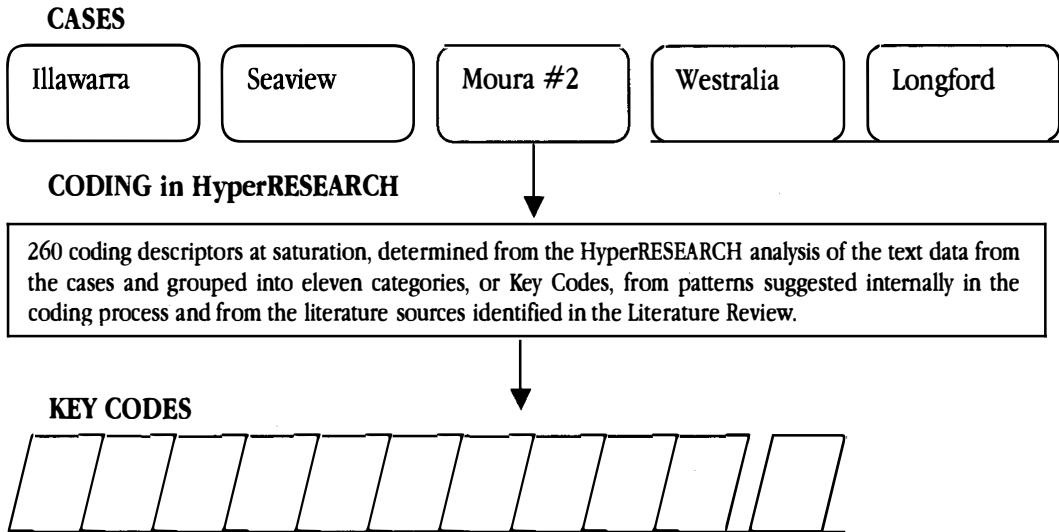 CASES
Illawarra Seaview Moura #2 Westralia Longford
CODING in HyperRESEARCH
260 coding descriptors at saturation, determined from the HyperRESEARCH analysis of the text data from
the cases and grouped into eleven categories, or Key Codes, from patterns suggested internally in the
coding process and from the literature sources identified in the Literature Review.
KEY CODES